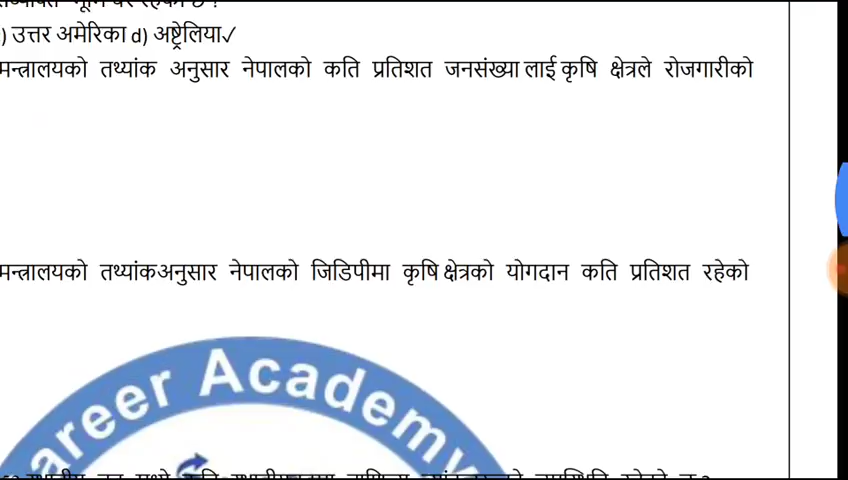 ) उत्तर अमेरिका d) अष्ट्रेलिया✓
मन्त्रालयको तथ्यांक अनुसार नेपालको कति प्रतिशत जनसंख्या लाई कृषि क्षेत्रले रोजगारीको
मन्त्रालयको तथ्यांकअनुसार नेपालको जिडिपीमा कृषि क्षेत्रको योगदान कति प्रतिशत रहेको
areer Academy